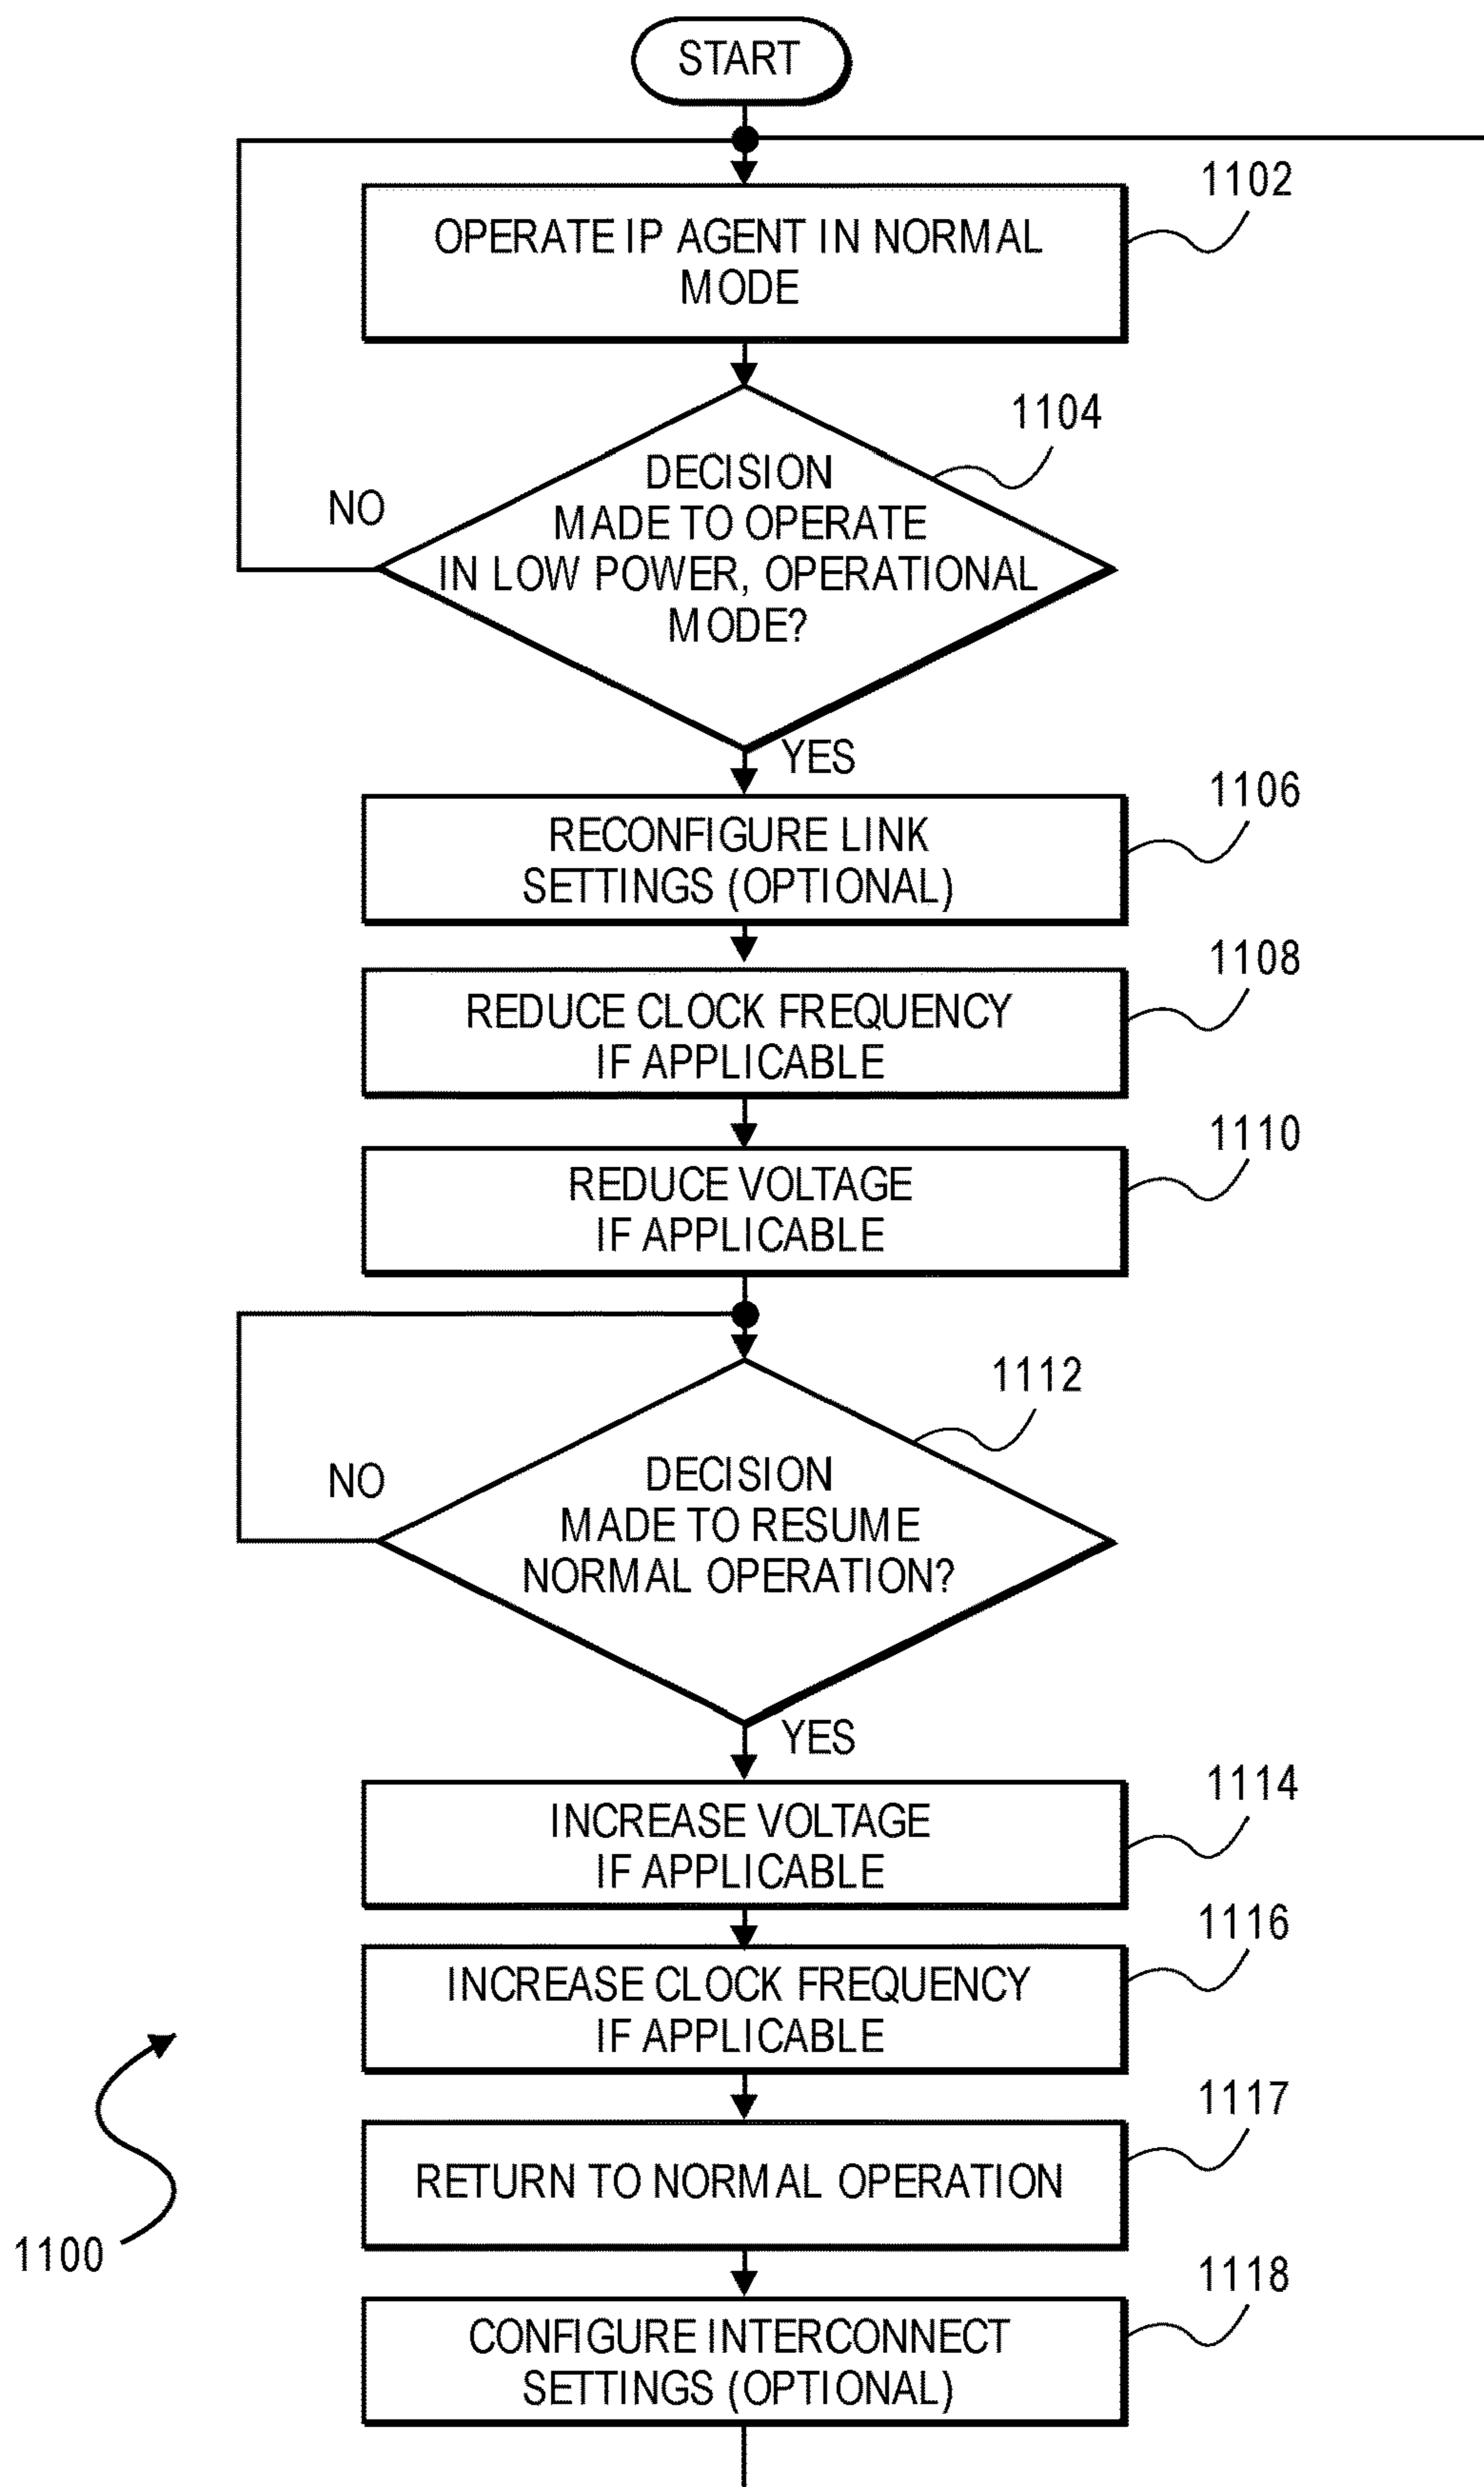 START
1102
OPERATE IP AGENT IN NORMAL
MODE
1104
DECISION
MADE TO OPERATE
IN LOW POWER, OPERATIONAL
MODE?
NO
YES
1106
RECONFIGURE LINK
SETTINGS (OPTIONAL)
1108
REDUCE CLOCK FREQUENCY
IF APPLICABLE
1110
REDUCE VOLTAGE
IF APPLICABLE
1112
DECISION
MADE TO RESUME
NORMAL OPERATION?
NO
YES
1114
INCREASE VOLTAGE
IF APPLICABLE
1116
INCREASE CLOCK FREQUENCY
IF APPLICABLE
1117
RETURN TO NORMAL OPERATION
1100
1118
CONFIGURE INTERCONNECT
SETTINGS (OPTIONAL)